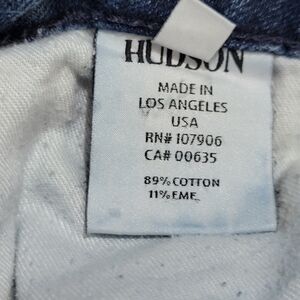 HUDSON
MADE IN
LOS ANGELES
USA
RN# 107906
CA# 00635
89% COTTON
11% EME